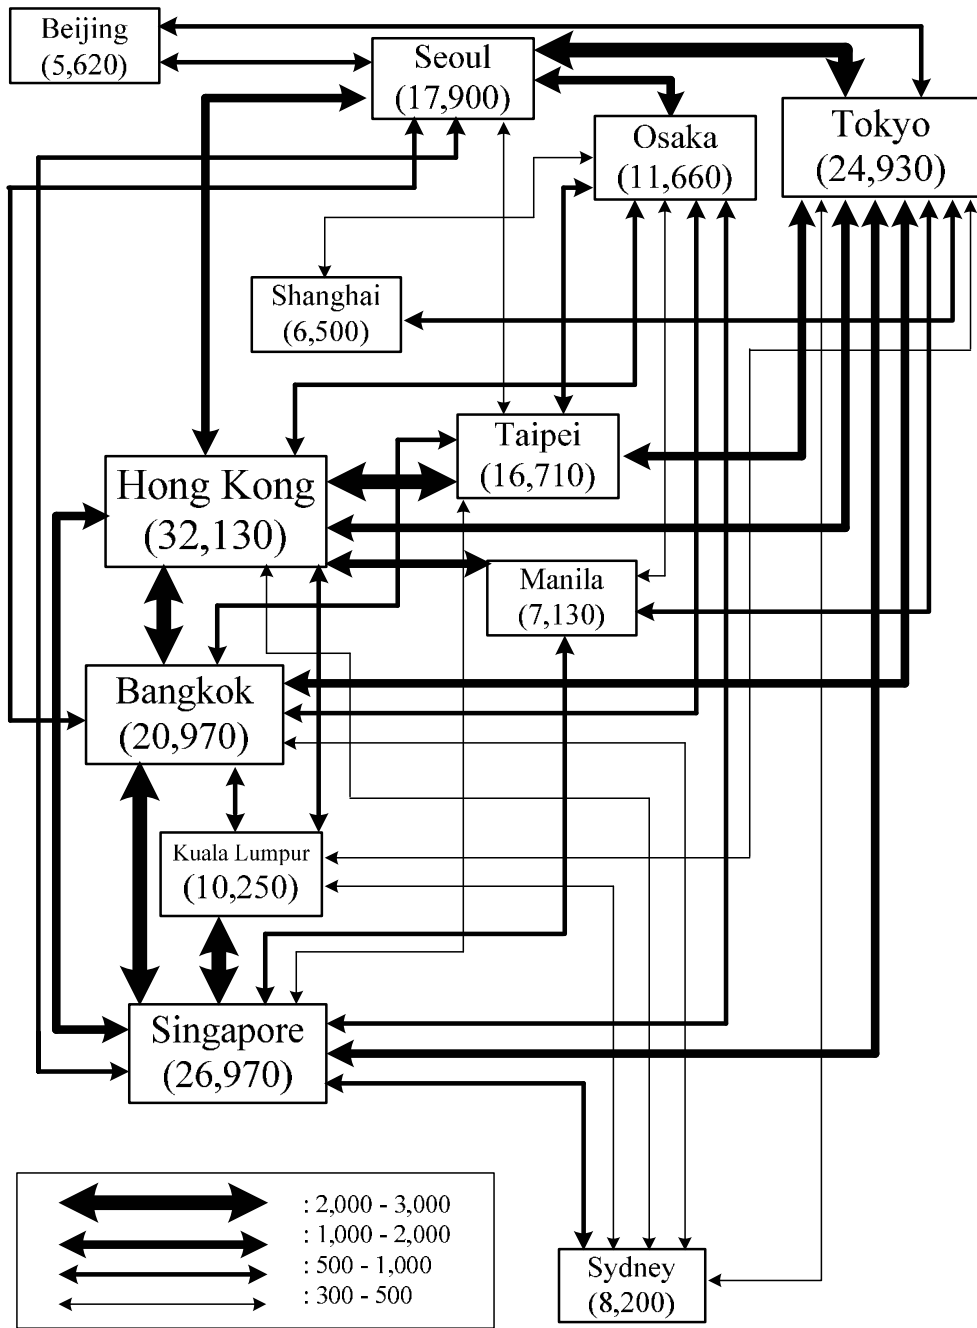 Beijing
(5,620)
Seoul
(17,900)
Tokyo
(24,930)
Osaka
(11,660)
Shanghai
(6,500)
Taipei
(16,710)
Hong Kong
(32,130)
Manila
(7,130)
Bangkok
(20,970)
Kuala Lumpur
(10,250)
Singapore
(26,970)
Sydney
(8,200)
: 2,000 - 3,000
: 1,000 - 2,000
: 500 - 1,000
: 300 - 500